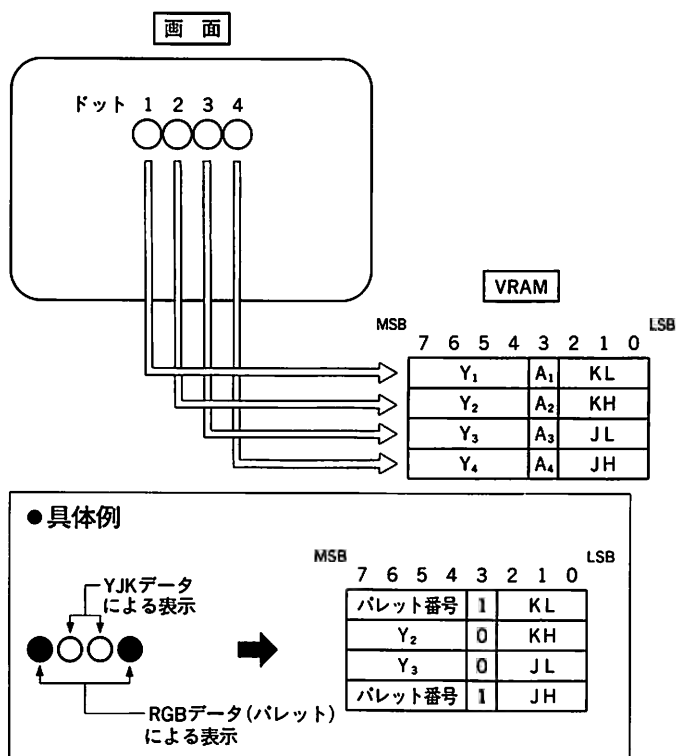 画 面
ドット 1 2 3 4
VRAM
MSB LSB
7 6 5 4 3 2 1 0
Y₁ A₁ KL
Y₂ A₂ KH
Y₃ A₃ JL
Y₄ A₄ JH
●具体例
YJKデータ
による表示
RGBデータ(パレット)
による表示
MSB LSB
7 6 5 4 3 2 1 0
パレット番号 1 KL
Y₂ 0 KH
Y₃ 0 JL
パレット番号 1 JH